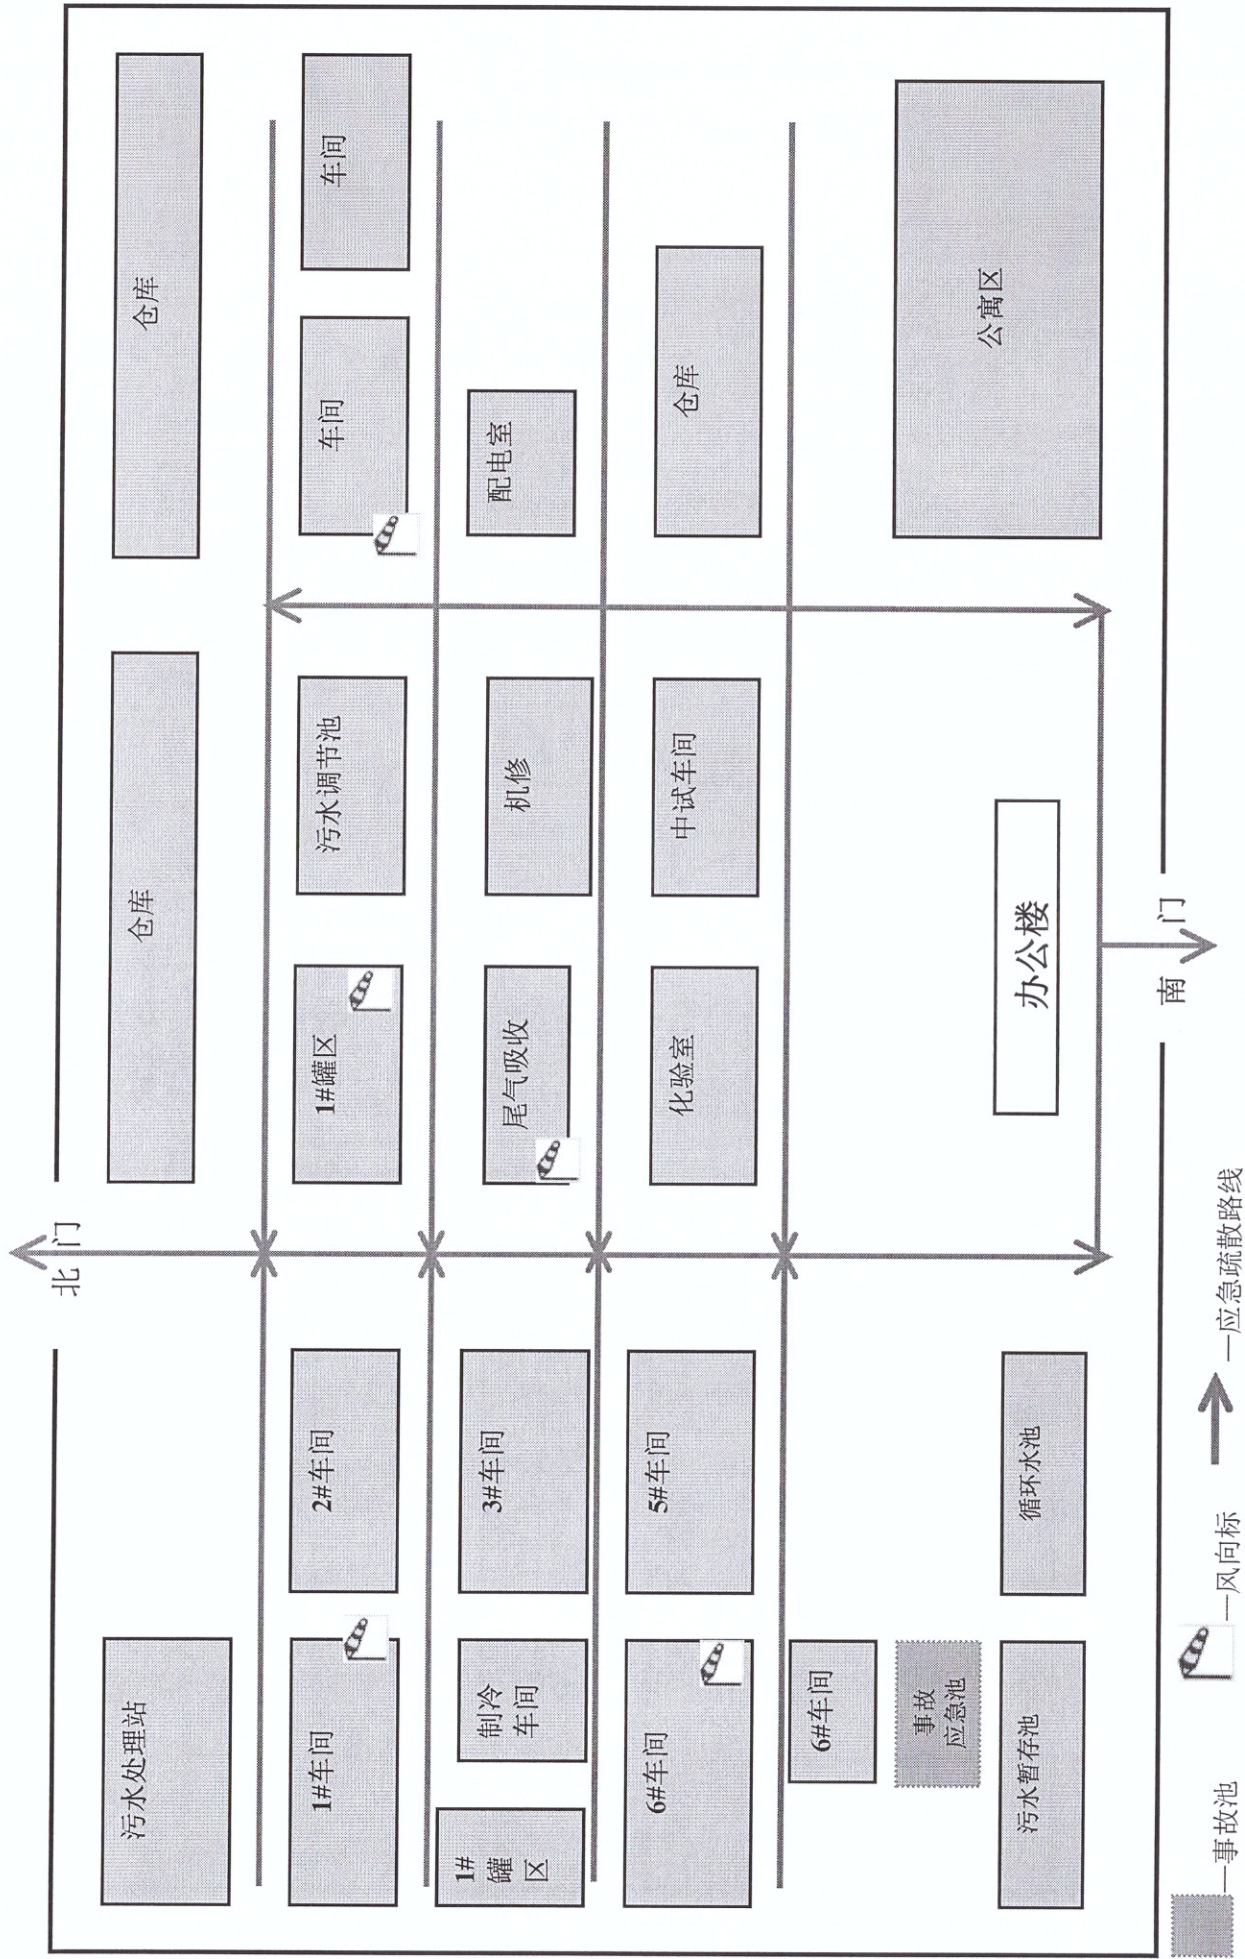 北 门
污水处理站
仓库
仓库
1#车间
2#车间
1#罐区
污水调节池
车间
车间
1#
罐
区
制冷
车间
3#车间
尾气吸收
机修
配电室
6#车间
5#车间
化验室
中试车间
仓库
6#车间
事故
应急池
污水暂存池
循环水池
办公楼
公寓区
南 门
—事故池
—风向标
—应急疏散路线